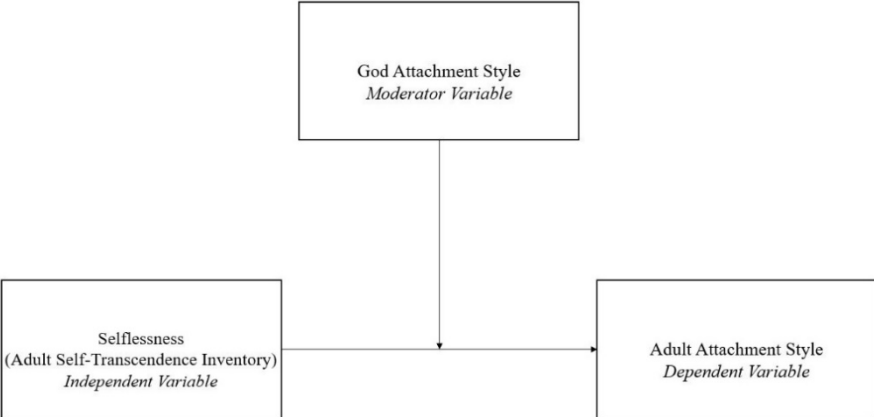 God Attachment Style
Moderator Variable
Selflessness
(Adult Self-Transcendence Inventory)
Independent Variable
Adult Attachment Style
Dependent Variable